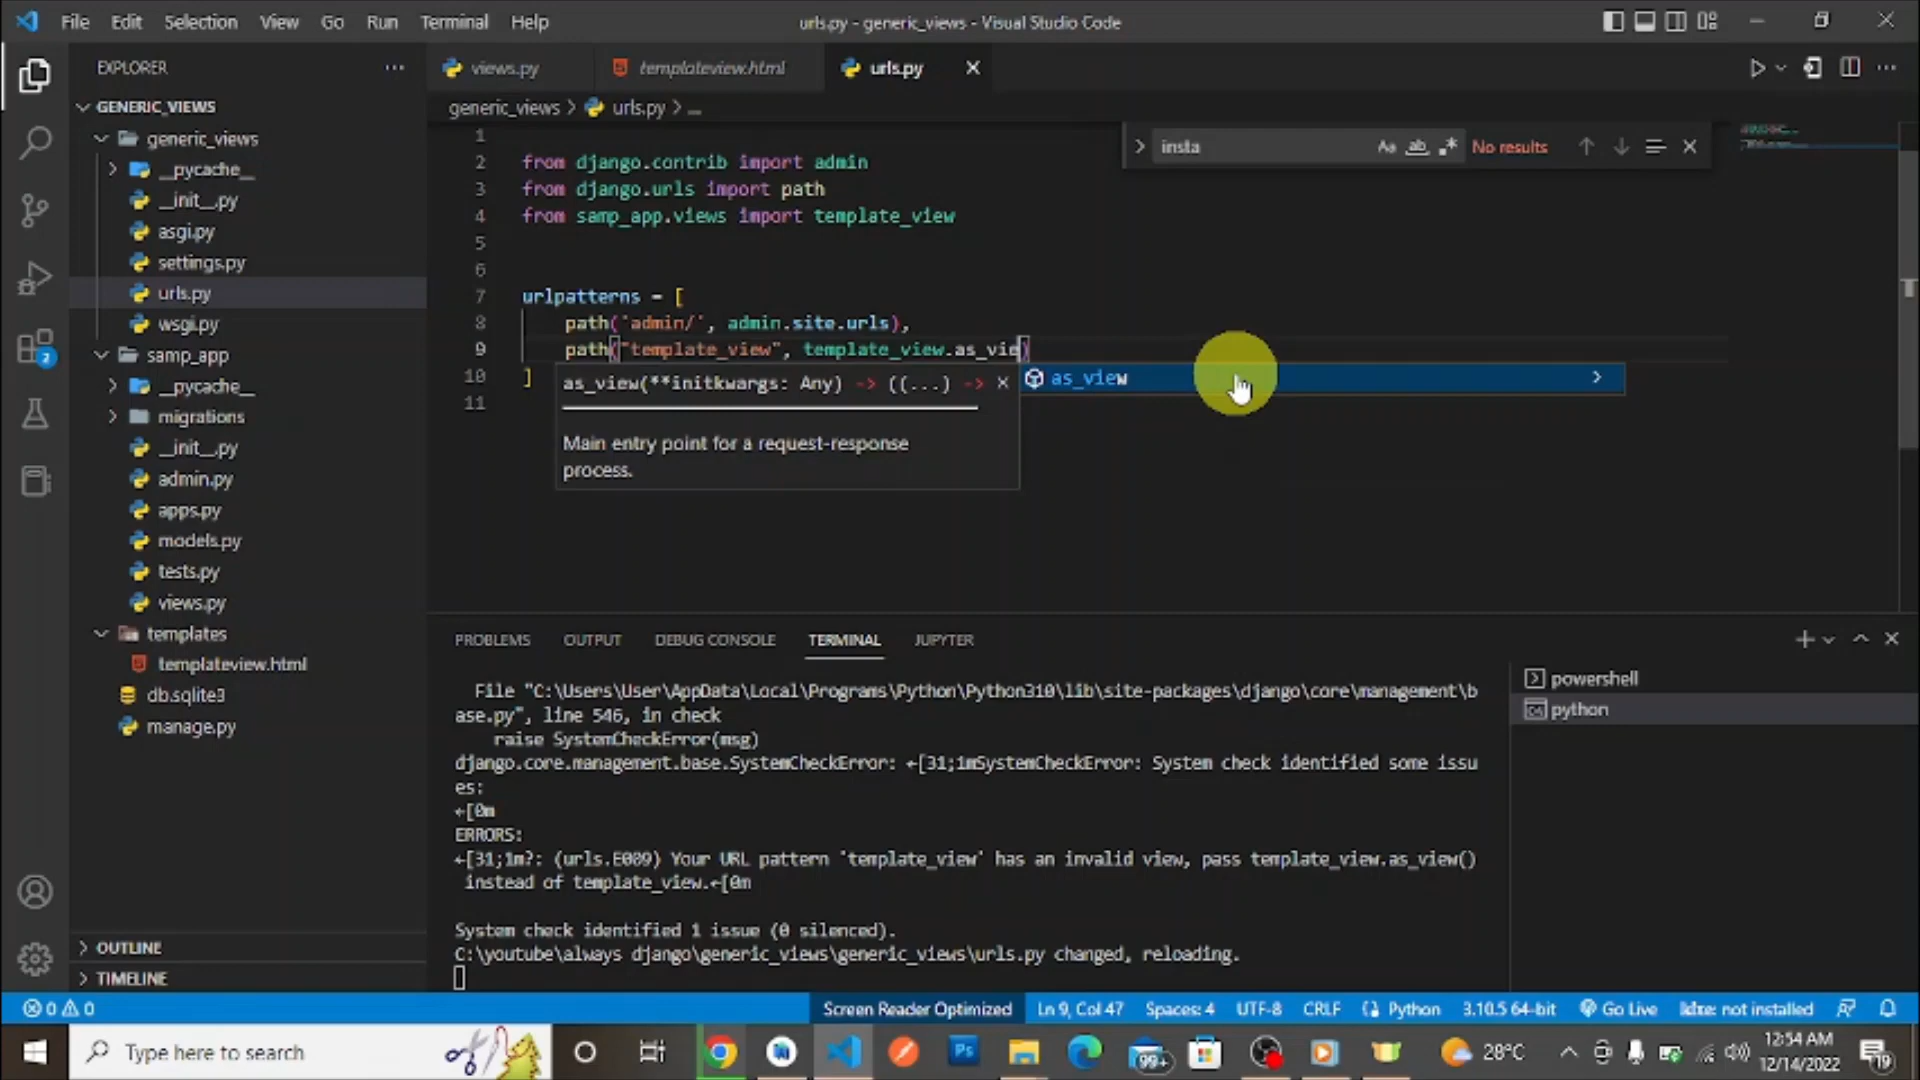 File Edit Selection View Go Run Terminal Help
urls.py - generic_views - Visual Studio Code
EXPLORER
GENERIC_VIEWS
generic_views
__pycache__
__init__.py
asgi.py
settings.py
urls.py
wsgi.py
samp_app
__pycache__
migrations
__init__.py
admin.py
apps.py
models.py
tests.py
views.py
templates
templateview.html
db.sqlite3
manage.py
OUTLINE
TIMELINE
views.py templateview.html urls.py
generic_views > urls.py > ...
insta Aa ab No results
1
2 from django.contrib import admin
3 from django.urls import path
4 from samp_app.views import template_view
5
6
7 urlpatterns = [
8 path('admin/', admin.site.urls),
9 path("template_view", template_view.as_vie)
10 ]
11
as_view(**initkwargs: Any) -> ((...) ->
Main entry point for a request-response
process.
as_view
PROBLEMS OUTPUT DEBUG CONSOLE TERMINAL JUPYTER
File "C:\Users\User\AppData\Local\Programs\Python\Python310\lib\site-packages\django\core\management\b
ase.py", line 546, in check
raise SystemCheckError(msg)
django.core.management.base.SystemCheckError: ←[31;1mSystemCheckError: System check identified some issu
es:
←[0m
ERRORS:
←[31;1m?: (urls.E009) Your URL pattern 'template_view' has an invalid view, pass template_view.as_view()
instead of template_view.←[0m
System check identified 1 issue (0 silenced).
C:\youtube\always django\generic_views\generic_views\urls.py changed, reloading.
powershell
python
2
0 0
Screen Reader Optimized Ln 9, Col 47 Spaces: 4 UTF-8 CRLF Python 3.10.5 64-bit Go Live not installed
Type here to search
Ps
99+
28°C
12:54 AM
12/14/2022
19